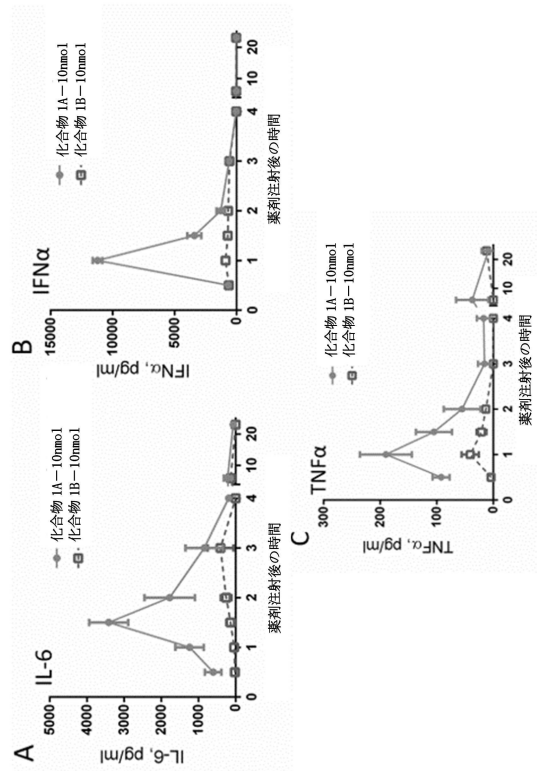 A
IL-6
化合物 1A－10nmol
化合物 1B－10nmol
IL-6, pg/ml
5000
4000
3000
2000
1000
0
0 1 2 3 4 10 20
薬剤注射後の時間
B
IFNα
化合物 1A－10nmol
化合物 1B－10nmol
IFNα, pg/ml
15000
10000
5000
0
0 1 2 3 4 10 20
薬剤注射後の時間
C
TNFα
化合物 1A－10nmol
化合物 1B－10nmol
TNFα, pg/ml
300
200
100
0
0 1 2 3 4 10 20
薬剤注射後の時間